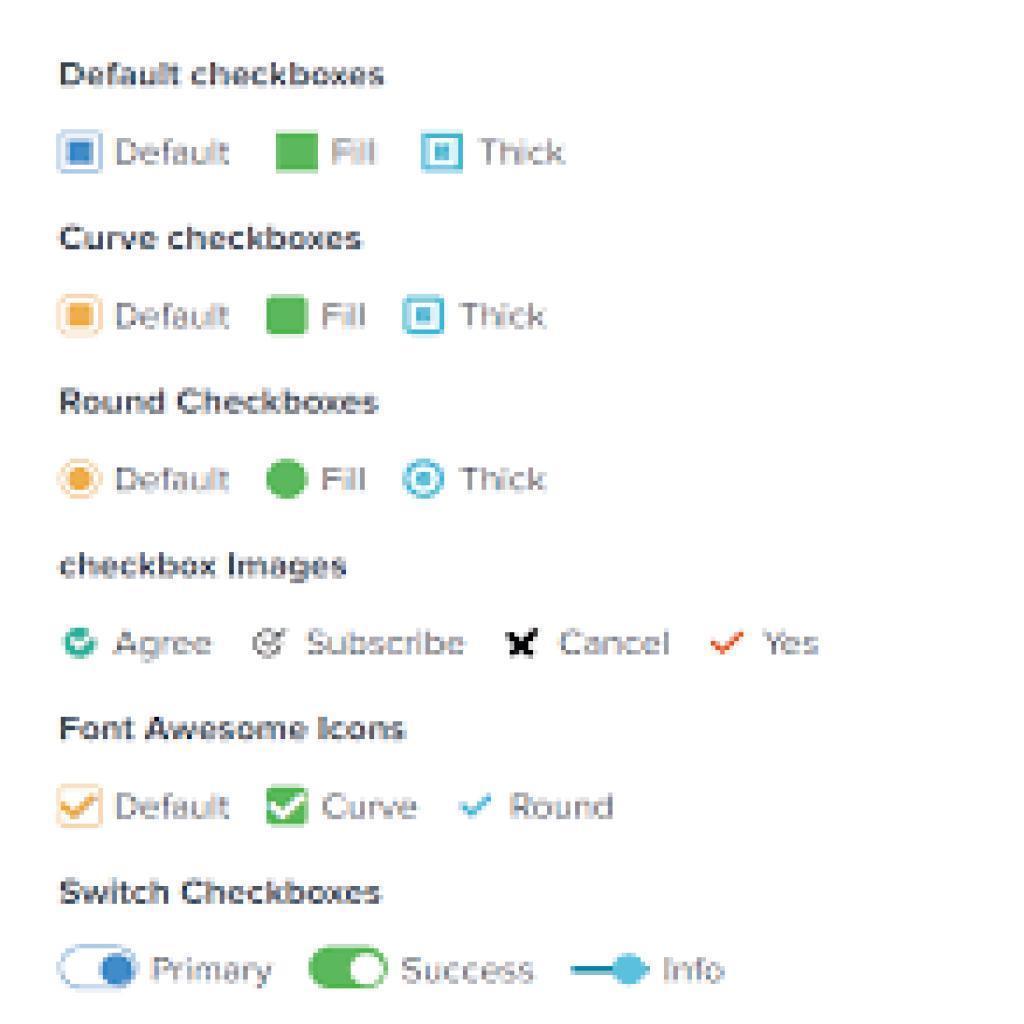 Default checkboxes
Default Fill Thick
Curve checkboxes
Default Fill Thick
Round Checkboxes
Default Fill Thick
checkbox Images
Agree Subscribe Cancel Yes
Font Awesome Icons
Default Curve Round
Switch Checkboxes
Primary Success Info